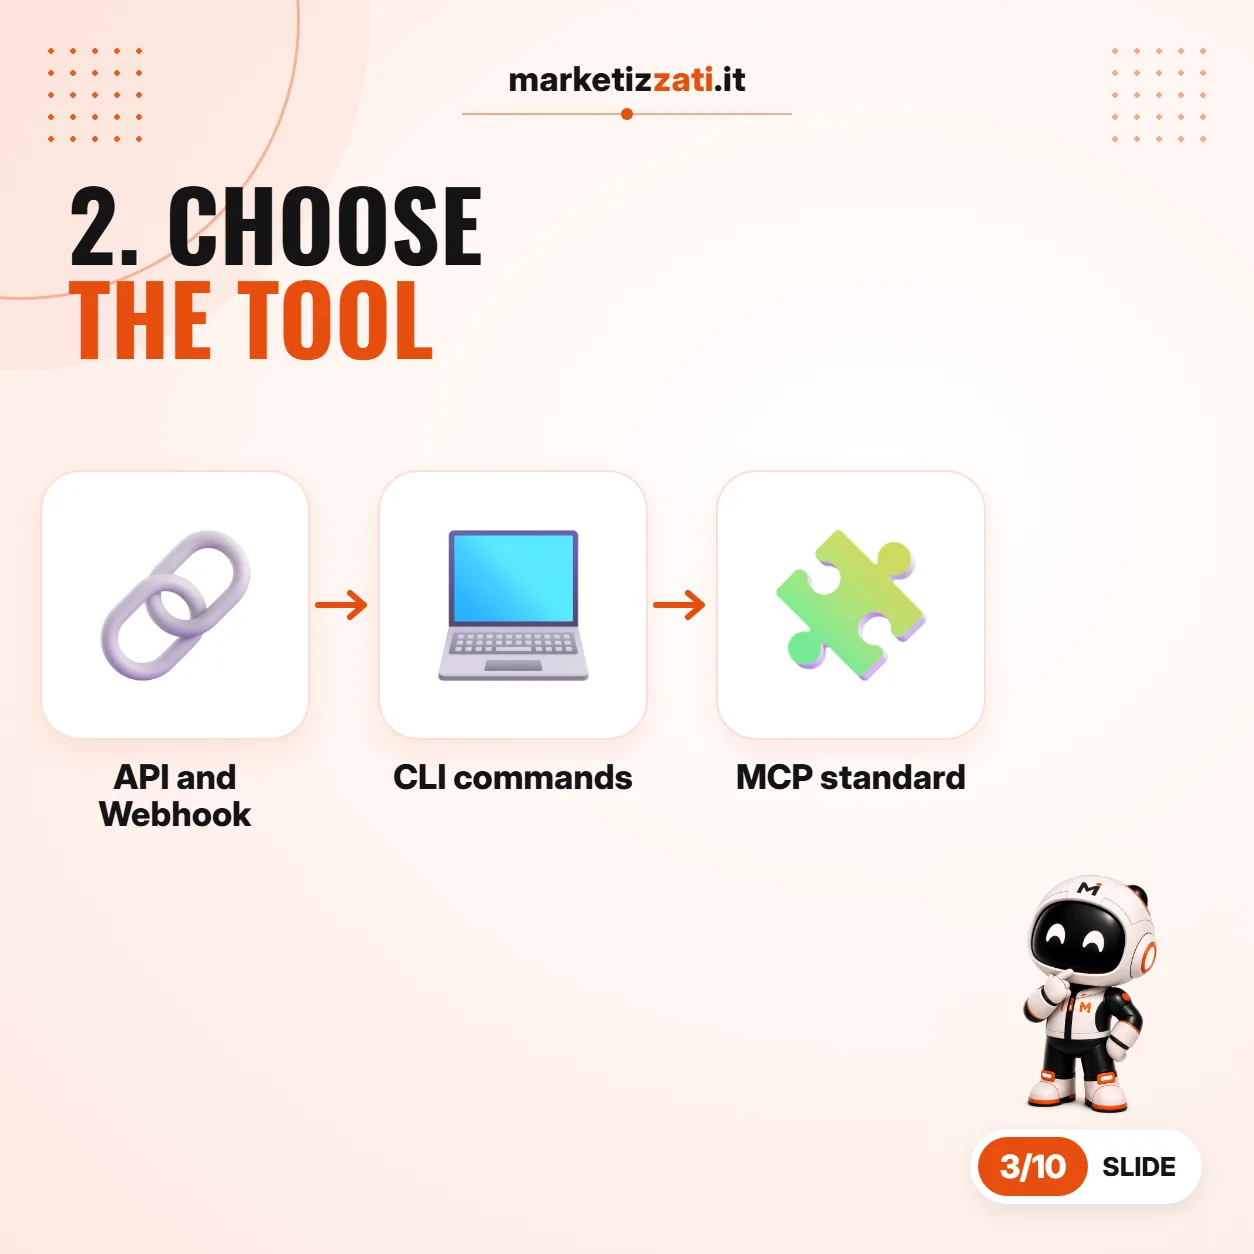 marketizzati.it
2. CHOOSE
THE TOOL
API and
Webhook
CLI commands
MCP standard
M
M
3/10 SLIDE